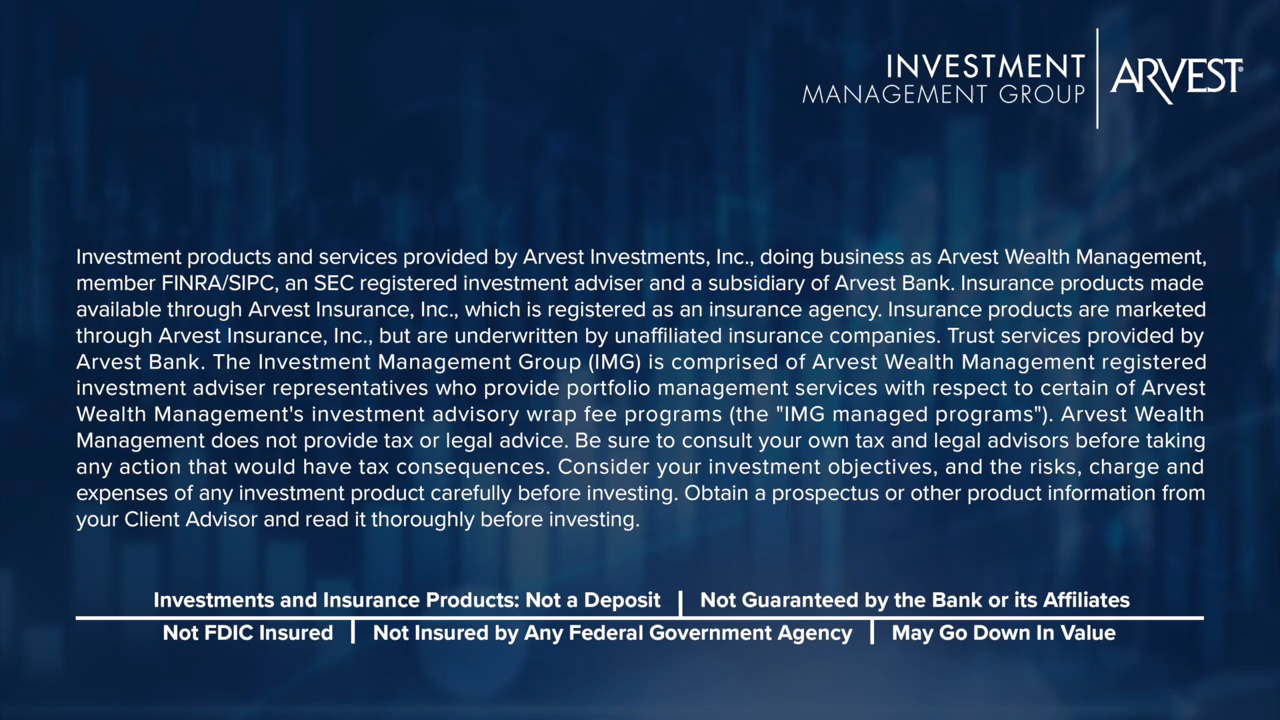 INVESTMENT
MANAGEMENT GROUP
ARVEST®
Investment products and services provided by Arvest Investments, Inc., doing business as Arvest Wealth Management,
member FINRA/SIPC, an SEC registered investment adviser and a subsidiary of Arvest Bank. Insurance products made
available through Arvest Insurance, Inc., which is registered as an insurance agency. Insurance products are marketed
through Arvest Insurance, Inc., but are underwritten by unaffiliated insurance companies. Trust services provided by
Arvest Bank. The Investment Management Group (IMG) is comprised of Arvest Wealth Management registered
investment adviser representatives who provide portfolio management services with respect to certain of Arvest
Wealth Management's investment advisory wrap fee programs (the "IMG managed programs"). Arvest Wealth
Management does not provide tax or legal advice. Be sure to consult your own tax and legal advisors before taking
any action that would have tax consequences. Consider your investment objectives, and the risks, charge and
expenses of any investment product carefully before investing. Obtain a prospectus or other product information from
your Client Advisor and read it thoroughly before investing.
Investments and Insurance Products: Not a Deposit | Not Guaranteed by the Bank or its Affiliates
Not FDIC Insured | Not Insured by Any Federal Government Agency | May Go Down In Value